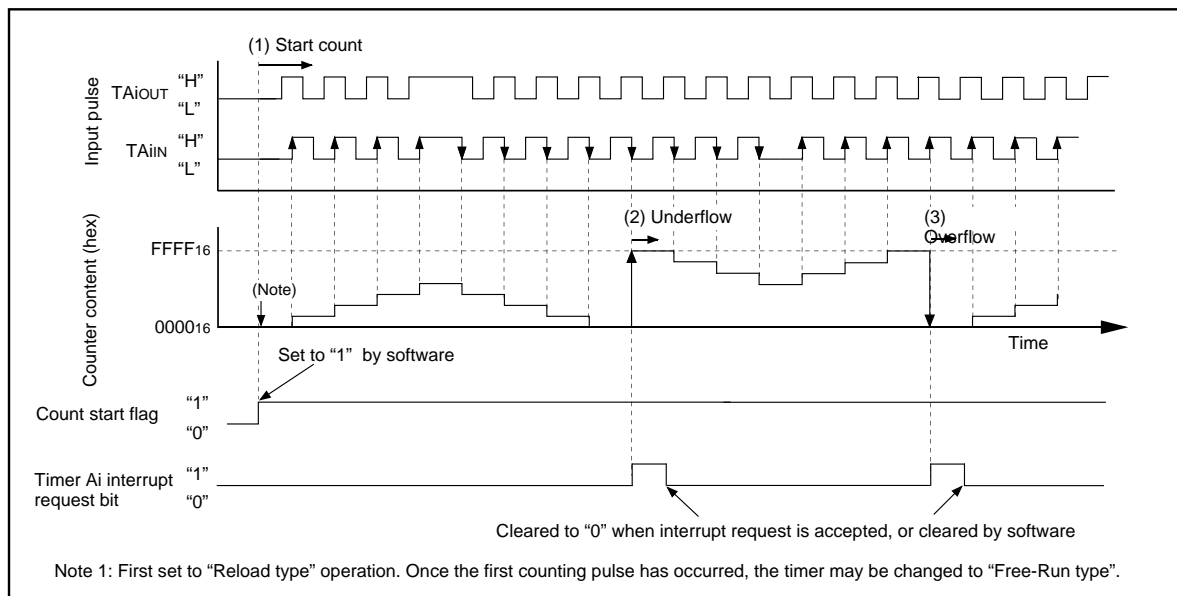 (1) Start count
Input pulse
TAiOUT
“H”
“L”
TAiIN
“H”
“L”
Counter content (hex)
FFFF16
(2) Underflow
(3)
Overflow
(Note)
000016
Time
Set to “1” by software
Count start flag
“1”
“0”
Timer Ai interrupt
request bit
“1”
“0”
Cleared to “0” when interrupt request is accepted, or cleared by software
Note 1: First set to “Reload type” operation. Once the first counting pulse has occurred, the timer may be changed to “Free-Run type”.